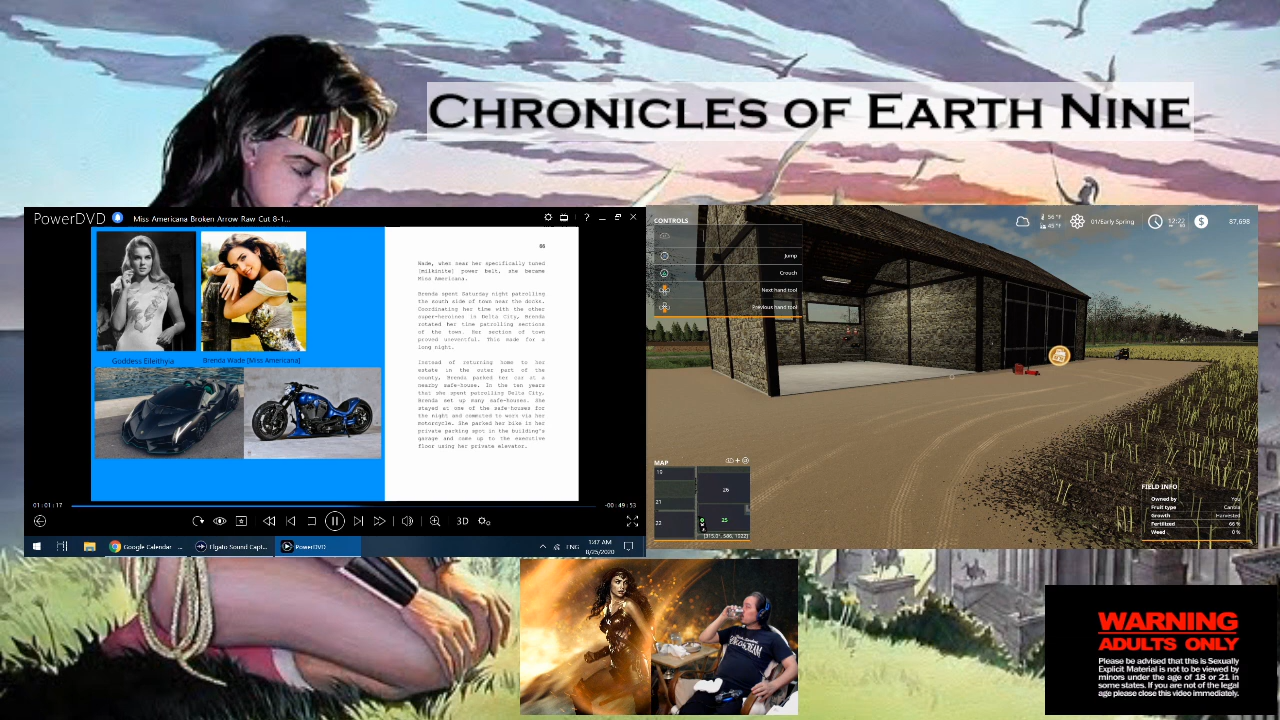 CHRONICLES OF EARTH NINE
PowerDVD
Miss Americana Broken Arrow Raw Cut 8-1...
Goddess Eileithyia
Brenda Wade [Miss Americana]
66
Wade, when near her specifically tuned
[milkinite] power belt, she became
Miss Americana.
Brenda spent Saturday night patrolling
the south side of town near the docks.
Coordinating her time with the other
super-heroines in Delta City, Brenda
rotated her time patrolling sections
of the town. Her section of town
proved uneventful. This made for a
long night.
Instead of returning home to her
estate in the outer part of the
county, Brenda parked her car at a
nearby safe-house. In the ten years
that she spent patrolling Delta City,
Brenda set up many safe-houses. She
stayed at one of the safe-houses for
the night and commuted to work via her
motorcycle. She parked her bike in her
private parking spot in the building's
garage and came up to the executive
floor using her private elevator.
01:01:17
-00:49:53
3D
Google Calendar ...
Elgato Sound Capt...
PowerDVD
ENG
1:47 AM
8/25/2020
CONTROLS
Jump
Crouch
Next hand tool
Previous hand tool
56 °F
45 °F
01/Early Spring
12:22
87,698
MAP
19
26
21
22
25
[315.0°, 586, 1022]
FIELD INFO
Owned by You
Fruit type Canola
Growth Harvested
Fertilized 66 %
Weed 0 %
WARNING
ADULTS ONLY
Please be advised that this is Sexually
Explicit Material is not to be viewed by
minors under the age of 18 or 21 in
some states. If you are not of the legal
age please close this video immediately.